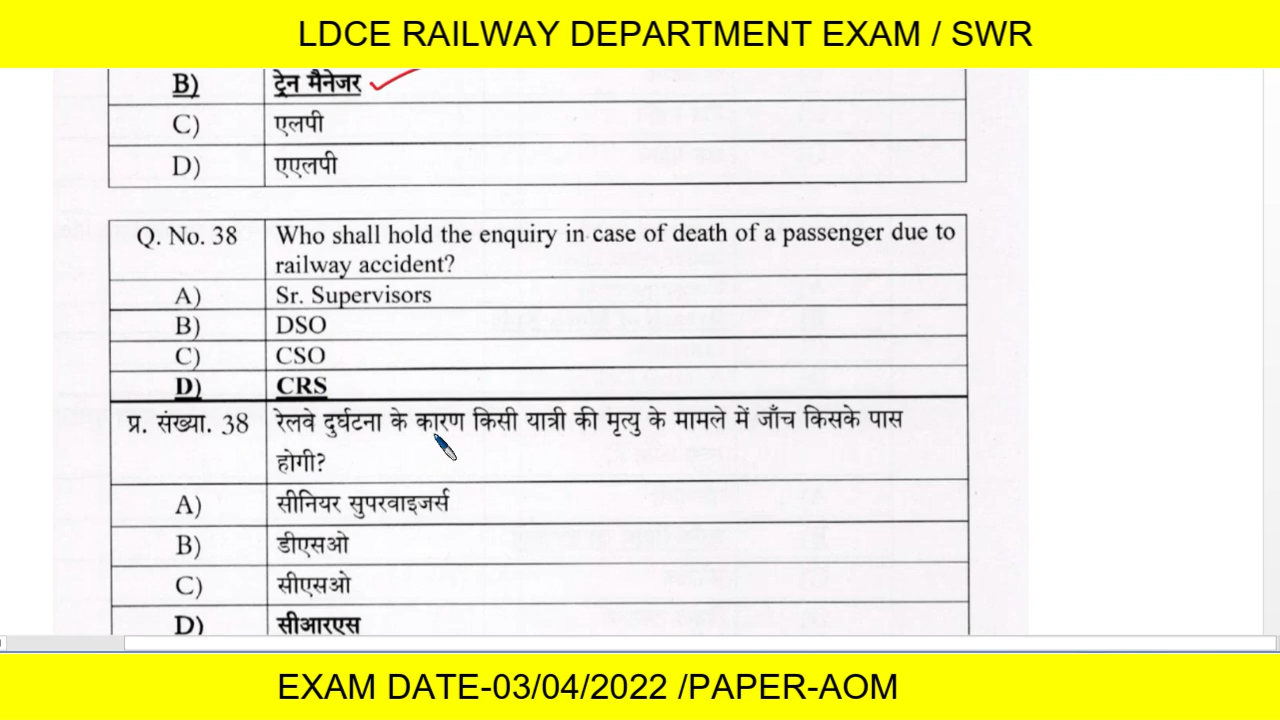 LDCE RAILWAY DEPARTMENT EXAM / SWR
B) ट्रेन मैनेजर
C) एलपी
D) एएलपी
Q. No. 38 Who shall hold the enquiry in case of death of a passenger due to
railway accident?
A) Sr. Supervisors
B) DSO
C) CSO
D) CRS
प्र. संख्या. 38 रेलवे दुर्घटना के कारण किसी यात्री की मृत्यु के मामले में जाँच किसके पास
होगी?
A) सीनियर सुपरवाइजर्स
B) डीएसओ
C) सीएसओ
D) सीआरएस
EXAM DATE-03/04/2022 /PAPER-AOM